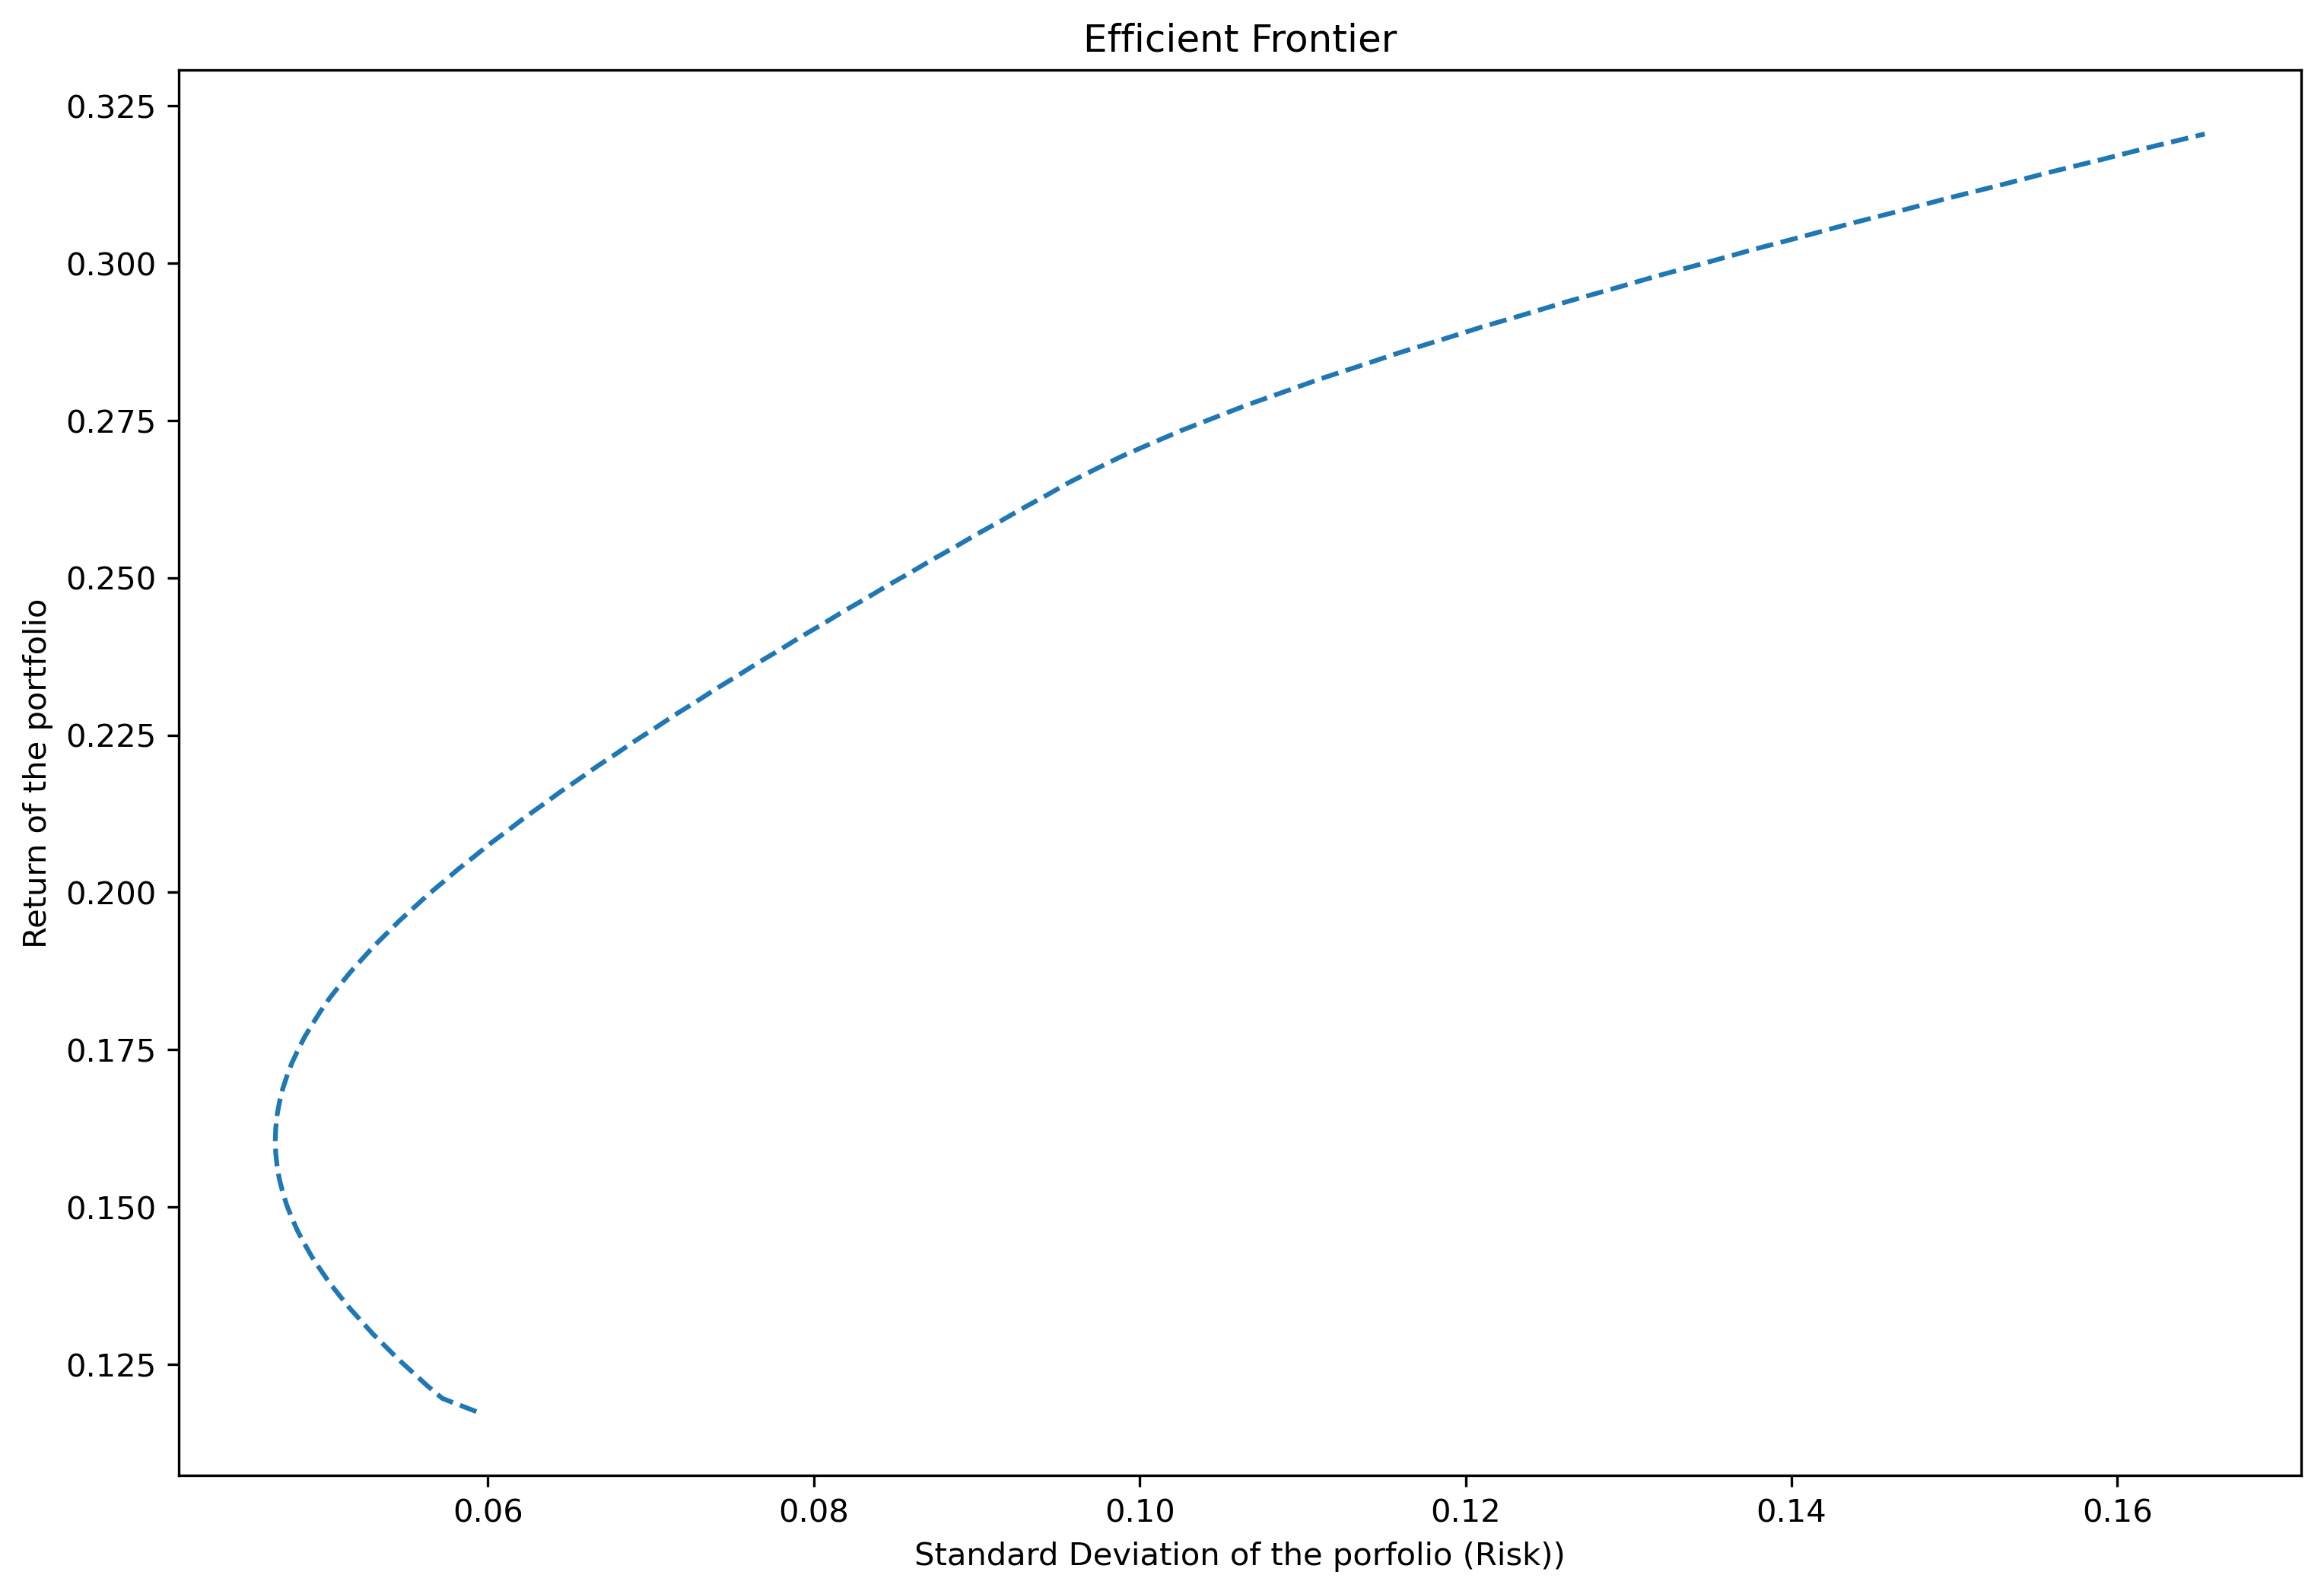 Efficient Frontier
0.325
0.300
0.275
0.250
0.225
0.200
0.175
0.150
0.125
Return of the portfolio
0.06 0.08 0.10 0.12 0.14 0.16
Standard Deviation of the porfolio (Risk))